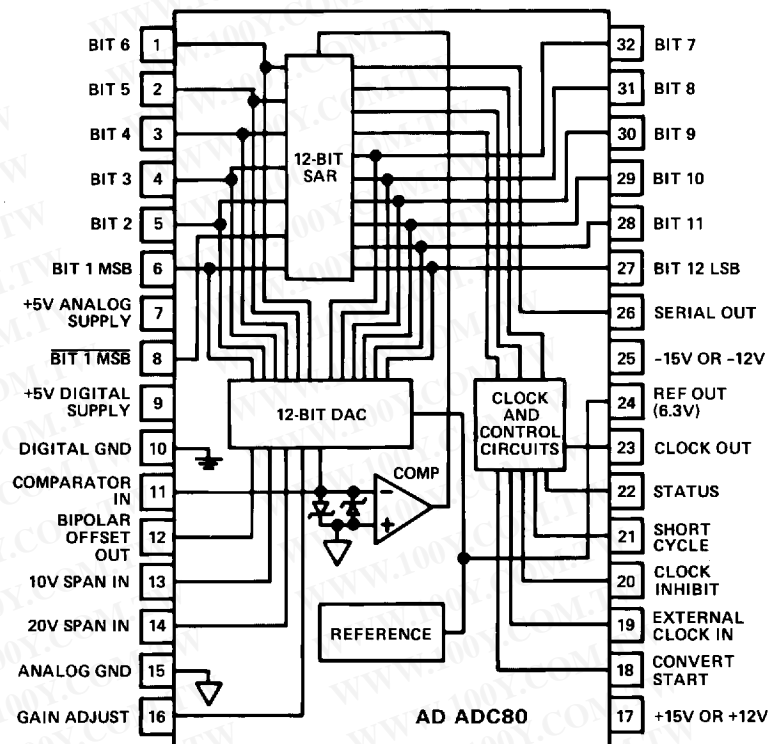 BIT 6 1
BIT 5 2
BIT 4 3
BIT 3 4
BIT 2 5
BIT 1 MSB 6
+5V ANALOG
SUPPLY 7
BIT 1 MSB 8
+5V DIGITAL
SUPPLY 9
DIGITAL GND 10
COMPARATOR
IN 11
BIPOLAR
OFFSET
OUT 12
10V SPAN IN 13
20V SPAN IN 14
ANALOG GND 15
GAIN ADJUST 16
12-BIT
SAR
12-BIT DAC
COMP
−
+
REFERENCE
CLOCK
AND
CONTROL
CIRCUITS
AD ADC80
32 BIT 7
31 BIT 8
30 BIT 9
29 BIT 10
28 BIT 11
27 BIT 12 LSB
26 SERIAL OUT
25 –15V OR –12V
24 REF OUT
(6.3V)
23 CLOCK OUT
22 STATUS
21 SHORT
CYCLE
20 CLOCK
INHIBIT
19 EXTERNAL
CLOCK IN
18 CONVERT
START
17 +15V OR +12V
WWW.100Y.COM.TW